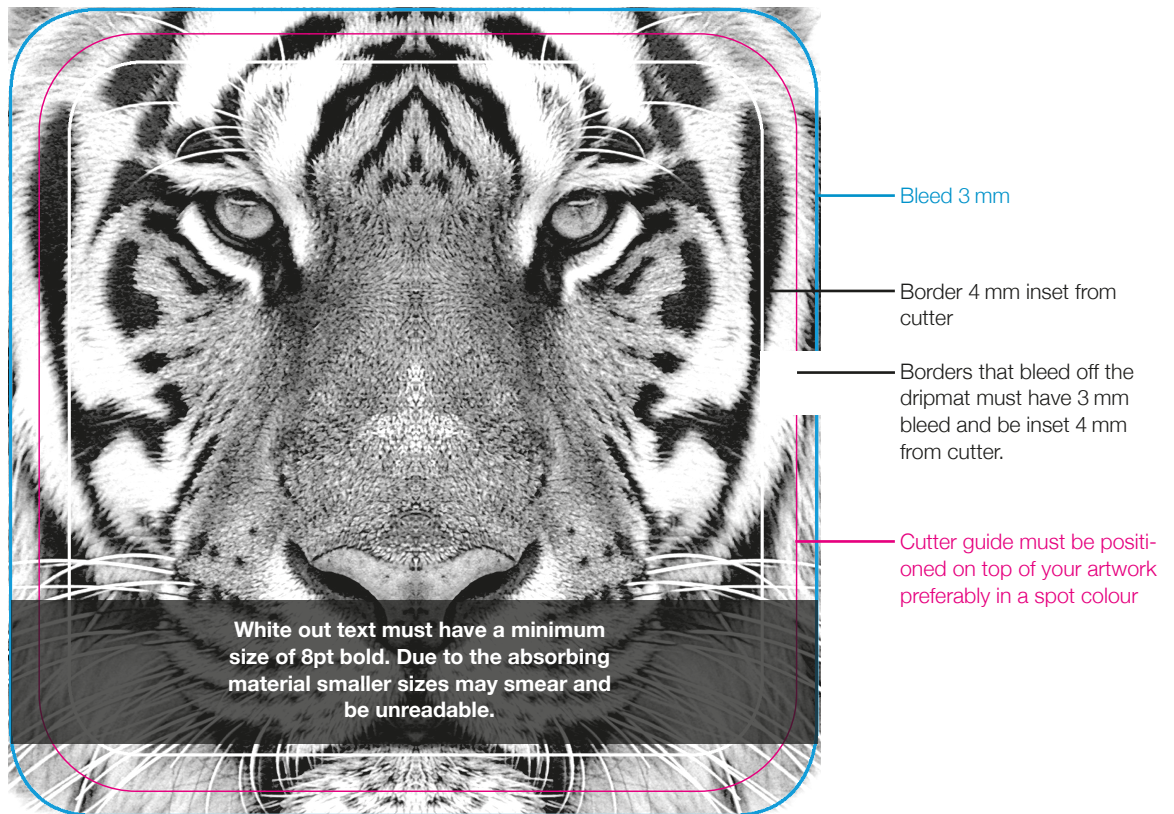 Bleed 3 mm
Border 4 mm inset from
cutter
Borders that bleed off the
dripmat must have 3 mm
bleed and be inset 4 mm
from cutter.
Cutter guide must be positi-
oned on top of your artwork
preferably in a spot colour
White out text must have a minimum
size of 8pt bold. Due to the absorbing
material smaller sizes may smear and
be unreadable.